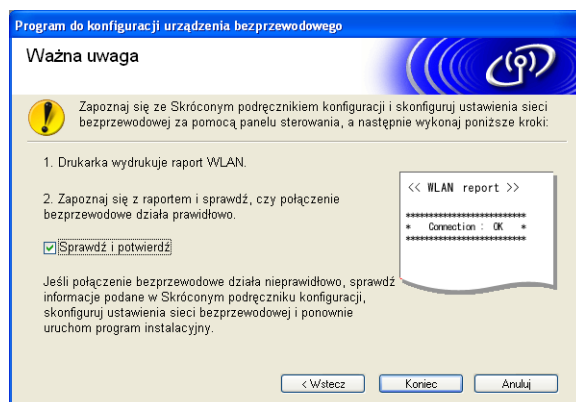 Program do konfiguracji urządzenia bezprzewodowego
Ważna uwaga
Zapoznaj się ze Skróconym podręcznikiem konfiguracji i skonfiguruj ustawienia sieci
bezprzewodowej za pomocą panelu sterowania, a następnie wykonaj poniższe kroki:
1. Drukarka wydrukuje raport WLAN.
2. Zapoznaj się z raportem i sprawdź, czy połączenie
bezprzewodowe działa prawidłowo.
Sprawdź i potwierdź
<< WLAN report >>
**************************
* Connection : OK *
**************************
Jeśli połączenie bezprzewodowe działa nieprawidłowo, sprawdź
informacje podane w Skróconym podręczniku konfiguracji,
skonfiguruj ustawienia sieci bezprzewodowej i ponownie
uruchom program instalacyjny.
< Wstecz
Koniec
Anuluj